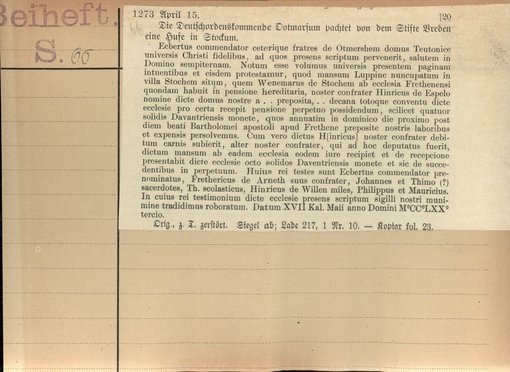 Beiheft.
S. 66
1273 April 15. [20
Die Deutschordenskommende Ootmarsum pachtet von dem Stifte Vreden
eine Hufe in Stockum.
Ecbertus commendator ceterique fratres de Otmershem domus Teutonice
universis Christi fidelibus, ad quos presens scriptum pervenerit, salutem in
Domino sempiternam. Notum esse volumus universis presentem paginam
intuentibus et eisdem protestamur, quod mansum Luppine nuncupatum in
villa Stochem situm, quem Wenemarus de Stochem ab ecclesia Frethenensi
quondam habuit in pensione hereditaria, noster confrater Hinricus de Espelo
nomine dicte domus nostre a . . preposita, . . decana totoque conventu dicte
ecclesie pro certa recepit pensione perpetuo possidendum, scilicet quatuor
solidis Davantriensis monete, quos annuatim in dominico die proximo post
diem beati Bartholomei apostoli apud Frethene preposite nostris laboribus
et expensis persolvemus. Cum vero dictus H[inricus] noster confrater debi-
tum carnis subierit, alter noster confrater, qui ad hoc deputatus fuerit,
dictum mansum ab eadem ecclesia eodem iure recipiet et de recepcione
presentabit dicte ecclesie octo solidos Davantriensis monete et sic de succe-
dentibus in perpetuum. Huius rei testes sunt Ecbertus commendator pre-
nominatus, Frethericus de Arneth suus confrater, Johannes et Thimo (?)
sacerdotes, Th. scolasticus, Hinricus de Willen miles, Philippus et Mauricius.
In cuius rei testimonium dicte ecclesie presens scriptum sigilli nostri muni-
mine tradidimus roboratum. Datum XVII Kal. Maii anno Domini M°CC°LXX°
tercio.
Orig., z. T. zerstört. Siegel ab; Lade 217, 1 Nr. 10. — Kopiar fol. 23.